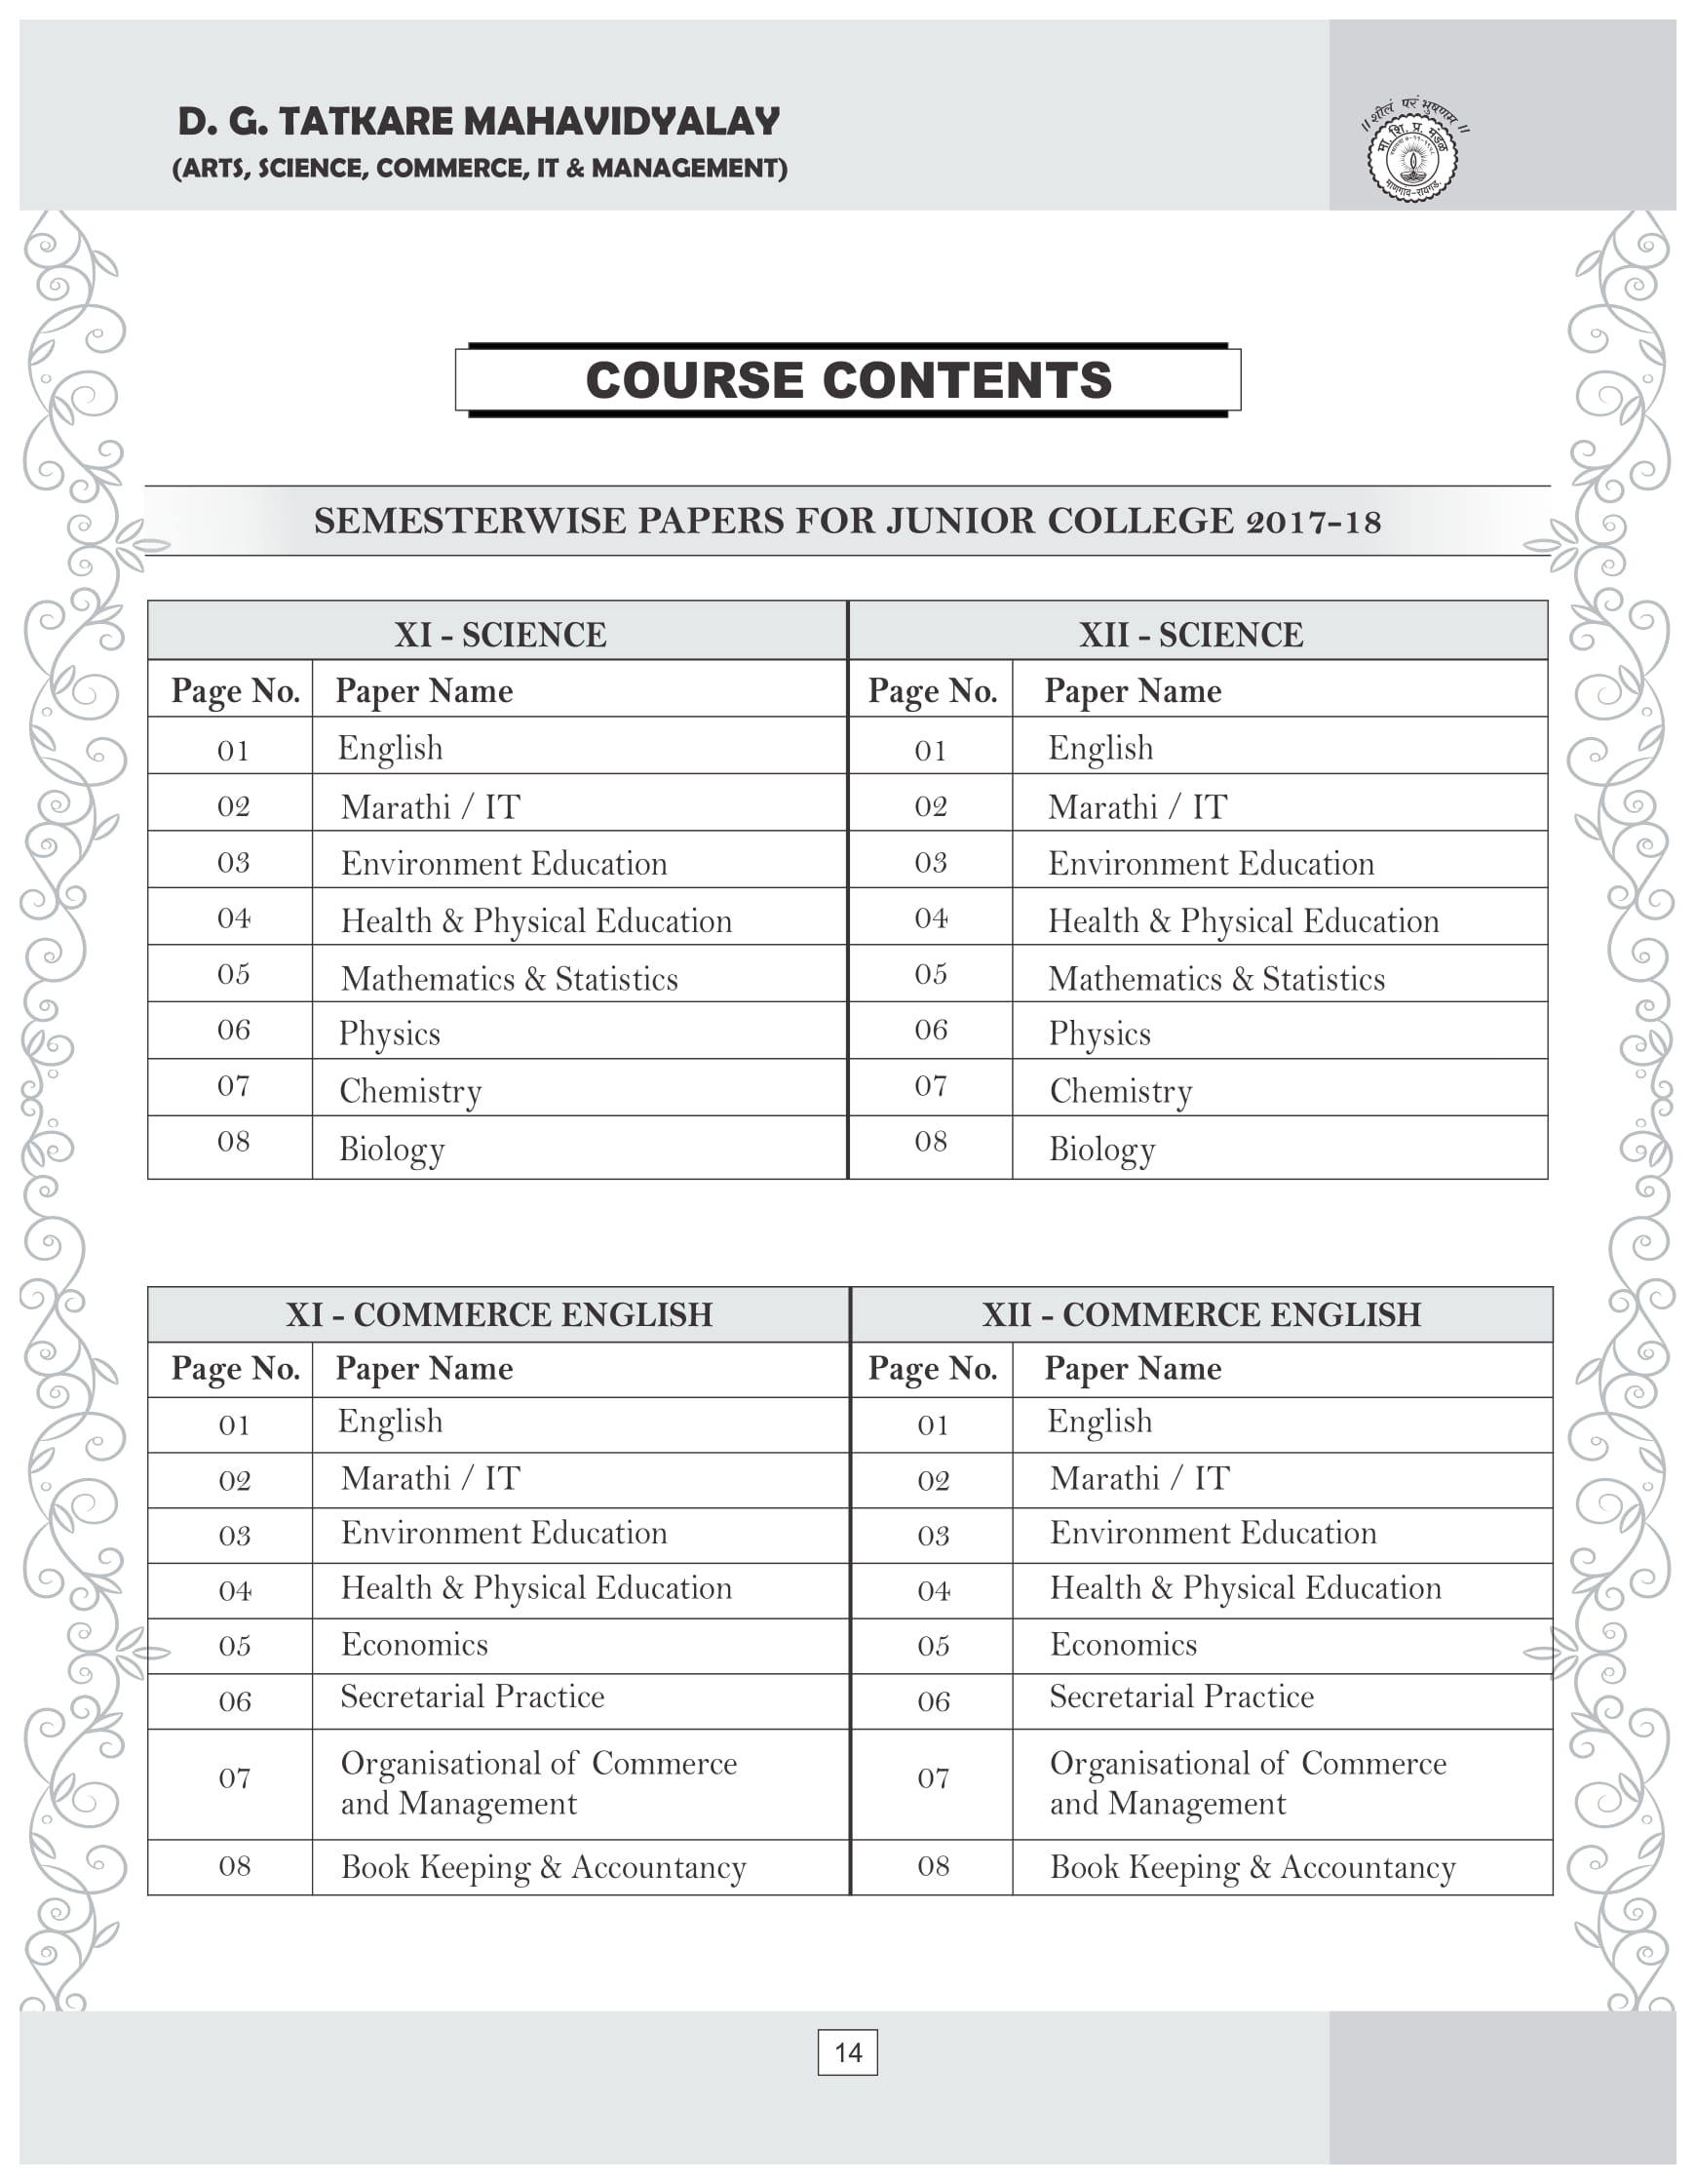 D. G. TATKARE MAHAVIDYALAY
(ARTS, SCIENCE, COMMERCE, IT & MANAGEMENT)
॥ शीलं परं भुषणम ॥
मा. शि. प्र. मंडळ
माणगाव-रायगड.
COURSE CONTENTS
SEMESTERWISE PAPERS FOR JUNIOR COLLEGE 2017-18
XI - SCIENCE XII - SCIENCE
Page No. Paper Name Page No. Paper Name
01 English 01 English
02 Marathi / IT 02 Marathi / IT
03 Environment Education 03 Environment Education
04 Health & Physical Education 04 Health & Physical Education
05 Mathematics & Statistics 05 Mathematics & Statistics
06 Physics 06 Physics
07 Chemistry 07 Chemistry
08 Biology 08 Biology
XI - COMMERCE ENGLISH XII - COMMERCE ENGLISH
Page No. Paper Name Page No. Paper Name
01 English 01 English
02 Marathi / IT 02 Marathi / IT
03 Environment Education 03 Environment Education
04 Health & Physical Education 04 Health & Physical Education
05 Economics 05 Economics
06 Secretarial Practice 06 Secretarial Practice
07 Organisational of Commerce 07 Organisational of Commerce
and Management and Management
08 Book Keeping & Accountancy 08 Book Keeping & Accountancy
14